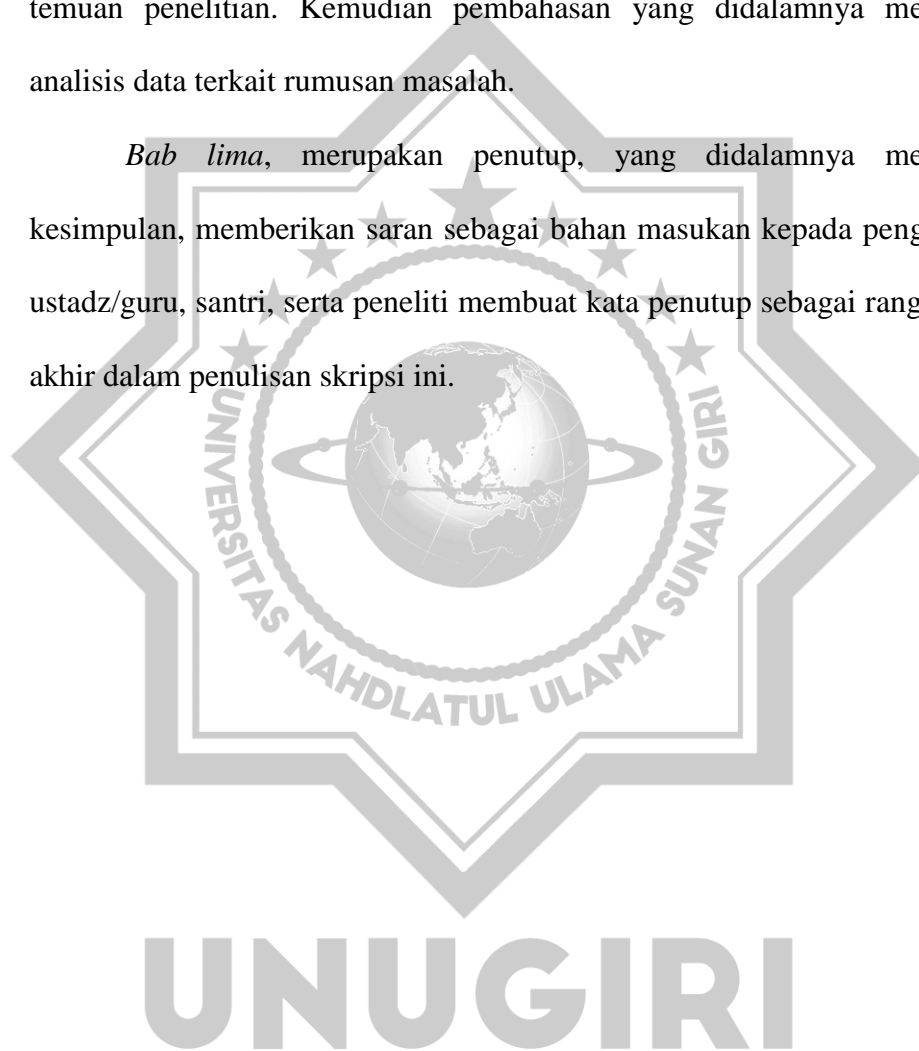 temuan penelitian. Kemudian pembahasan yang didalamnya me
analisis data terkait rumusan masalah.
Bab lima, merupakan penutup, yang didalamnya me
kesimpulan, memberikan saran sebagai bahan masukan kepada peng
ustadz/guru, santri, serta peneliti membuat kata penutup sebagai rang
akhir dalam penulisan skripsi ini.
UNIVERSITAS NAHDLATUL ULAMA SUNAN GIRI
UNUGIRI